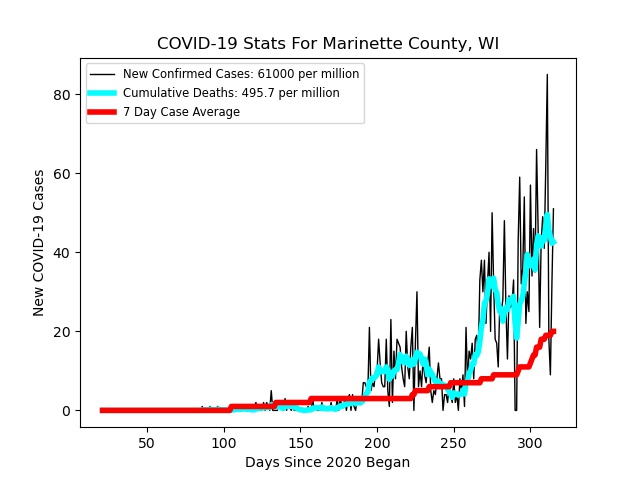 COVID-19 Stats For Marinette County, WI
New Confirmed Cases: 61000 per million
Cumulative Deaths: 495.7 per million
7 Day Case Average
New COVID-19 Cases
80
60
40
20
0
50 100 150 200 250 300
Days Since 2020 Began